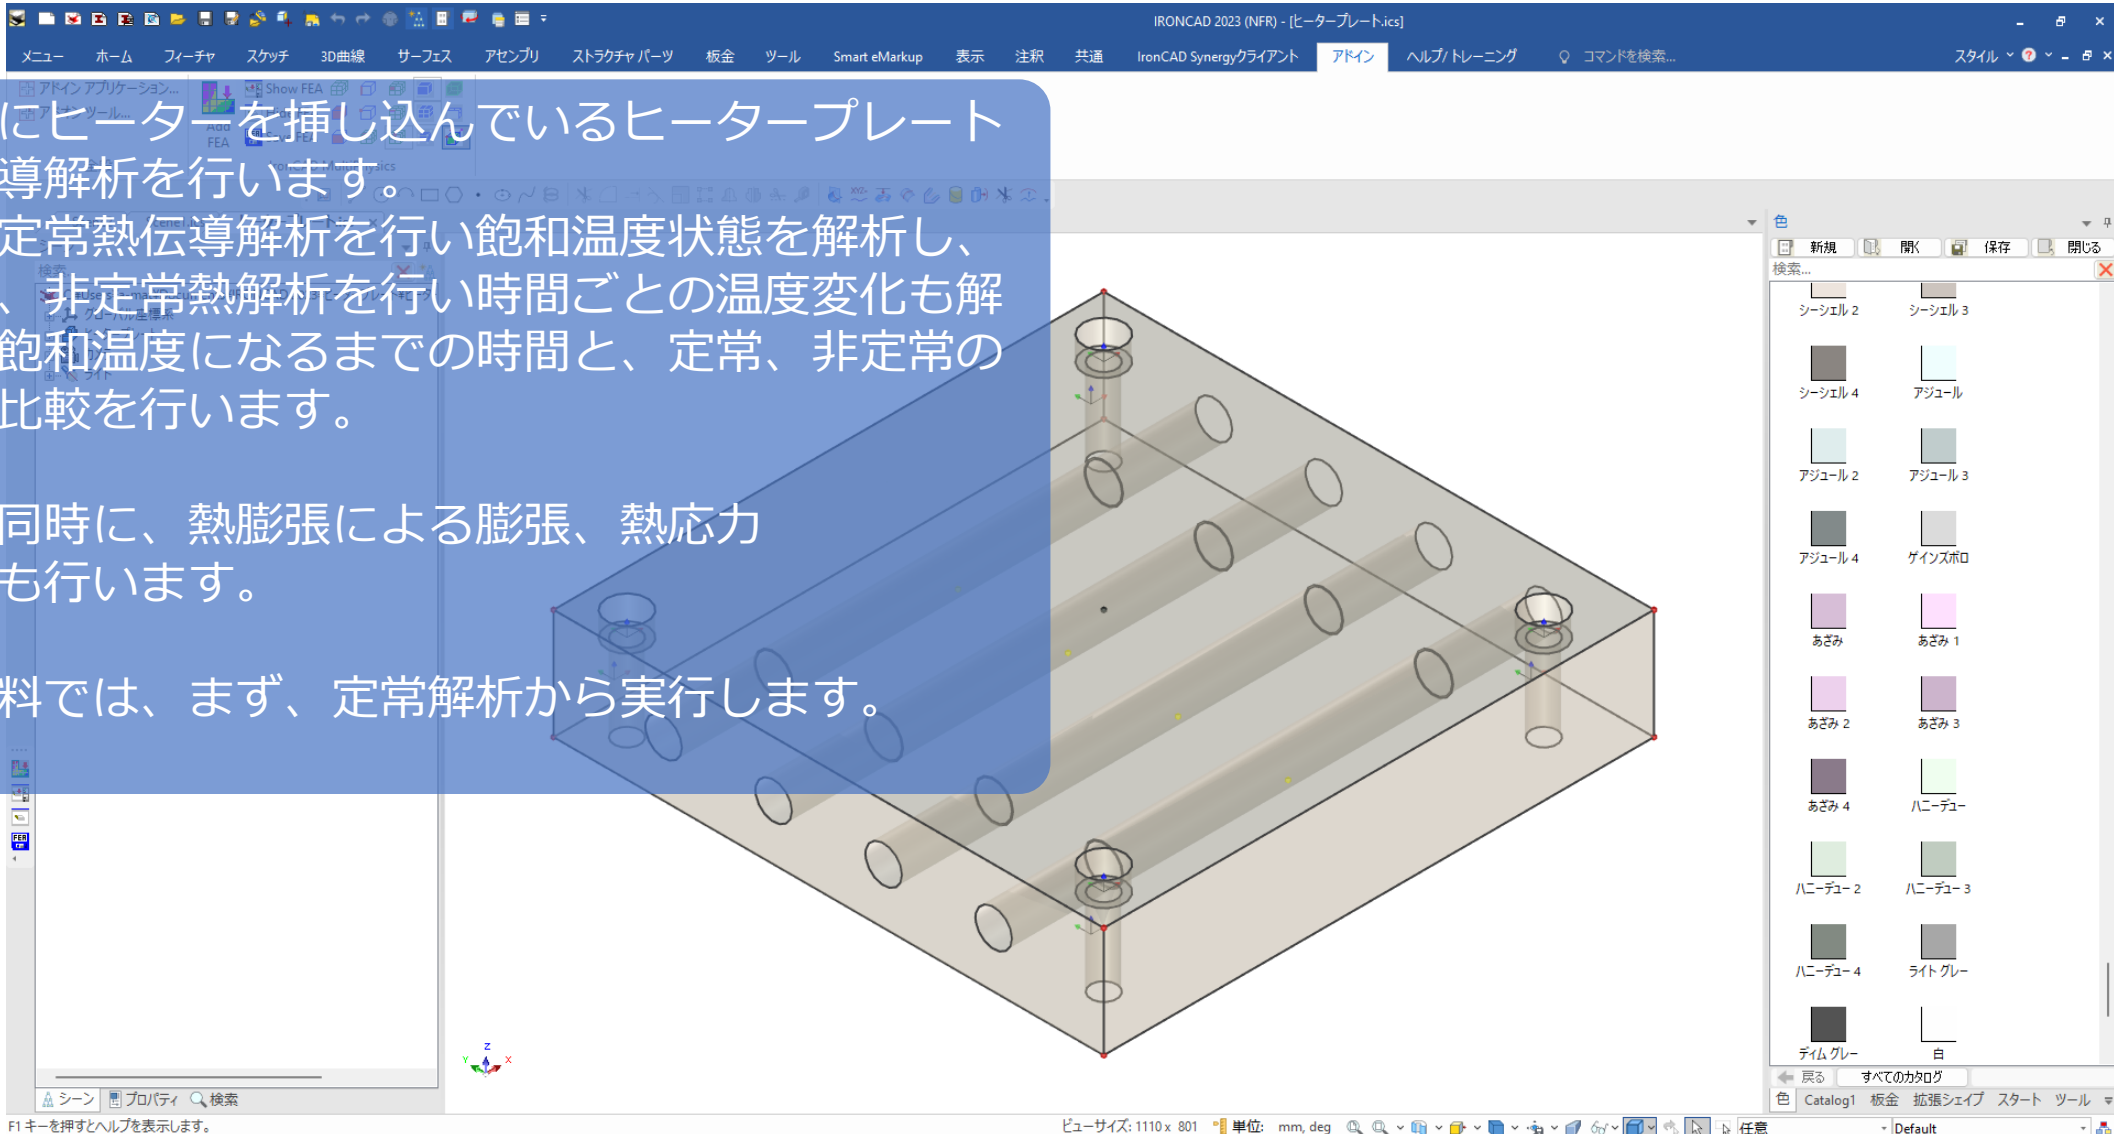 IRONCAD 2023 (NFR) - [ヒータープレート.ics]
メニュー ホーム フィーチャ スケッチ 3D曲線 サーフェス アセンブリ ストラクチャ パーツ 板金 ツール Smart eMarkup 表示 注釈 共通 IronCAD Synergyクライアント アドイン ヘルプ/トレーニング コマンドを検索... スタイル
アドイン アプリケーション...
Show FEA
Add
FEA
にヒーターを挿し込んでいるヒータープレート
導解析を行います。
定常熱伝導解析を行い飽和温度状態を解析し、
、非定常熱解析を行い時間ごとの温度変化も解
飽和温度になるまでの時間と、定常、非定常の
比較を行います。
同時に、熱膨張による膨張、熱応力
も行います。
料では、まず、定常解析から実行します。
ライト
色
新規 開く 保存 閉じる
検索...
シーシェル 2 シーシェル 3
シーシェル 4 アジュール
アジュール 2 アジュール 3
アジュール 4 ゲインズボロ
あざみ あざみ 1
あざみ 2 あざみ 3
あざみ 4 ハニーデュー
ハニーデュー 2 ハニーデュー 3
ハニーデュー 4 ライト グレー
ディム グレー 白
戻る すべてのカタログ
色 Catalog1 板金 拡張シェイプ スタート ツール
Z
Y X
シーン プロパティ 検索
F1 キーを押すとヘルプを表示します。
ビューサイズ: 1110 x 801 単位: mm, deg 任意 Default